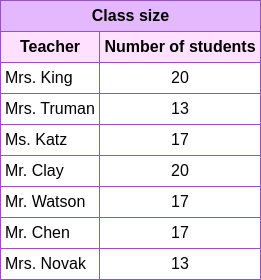 Class size
Teacher Number of students
Mrs. King 20
Mrs. Truman 13
Ms. Katz 17
Mr. Clay 20
Mr. Watson 17
Mr. Chen 17
Mrs. Novak 13